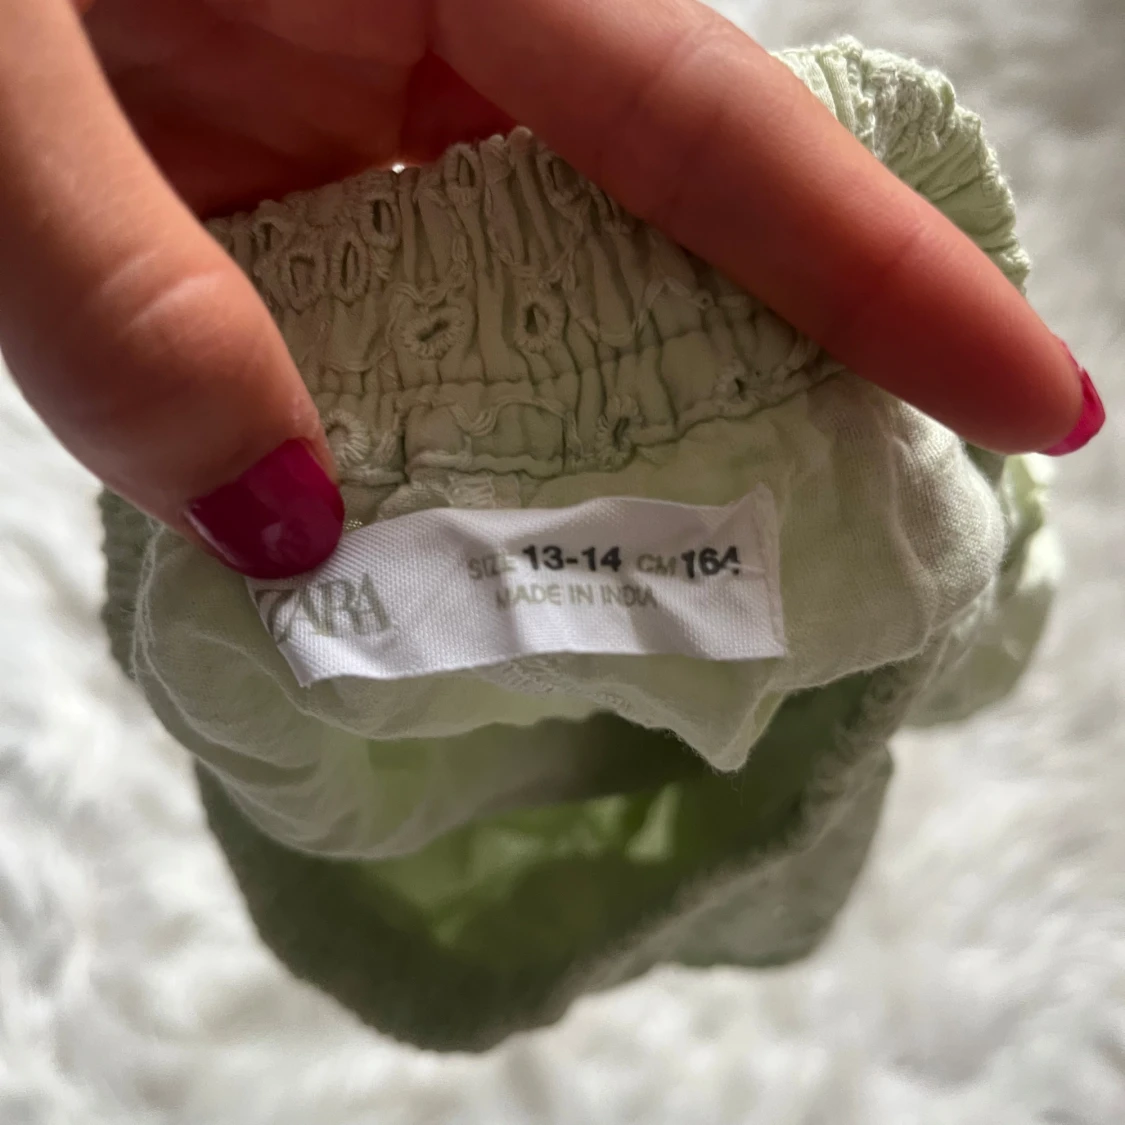 ZARA
SIZE 13-14 CM 164
MADE IN INDIA